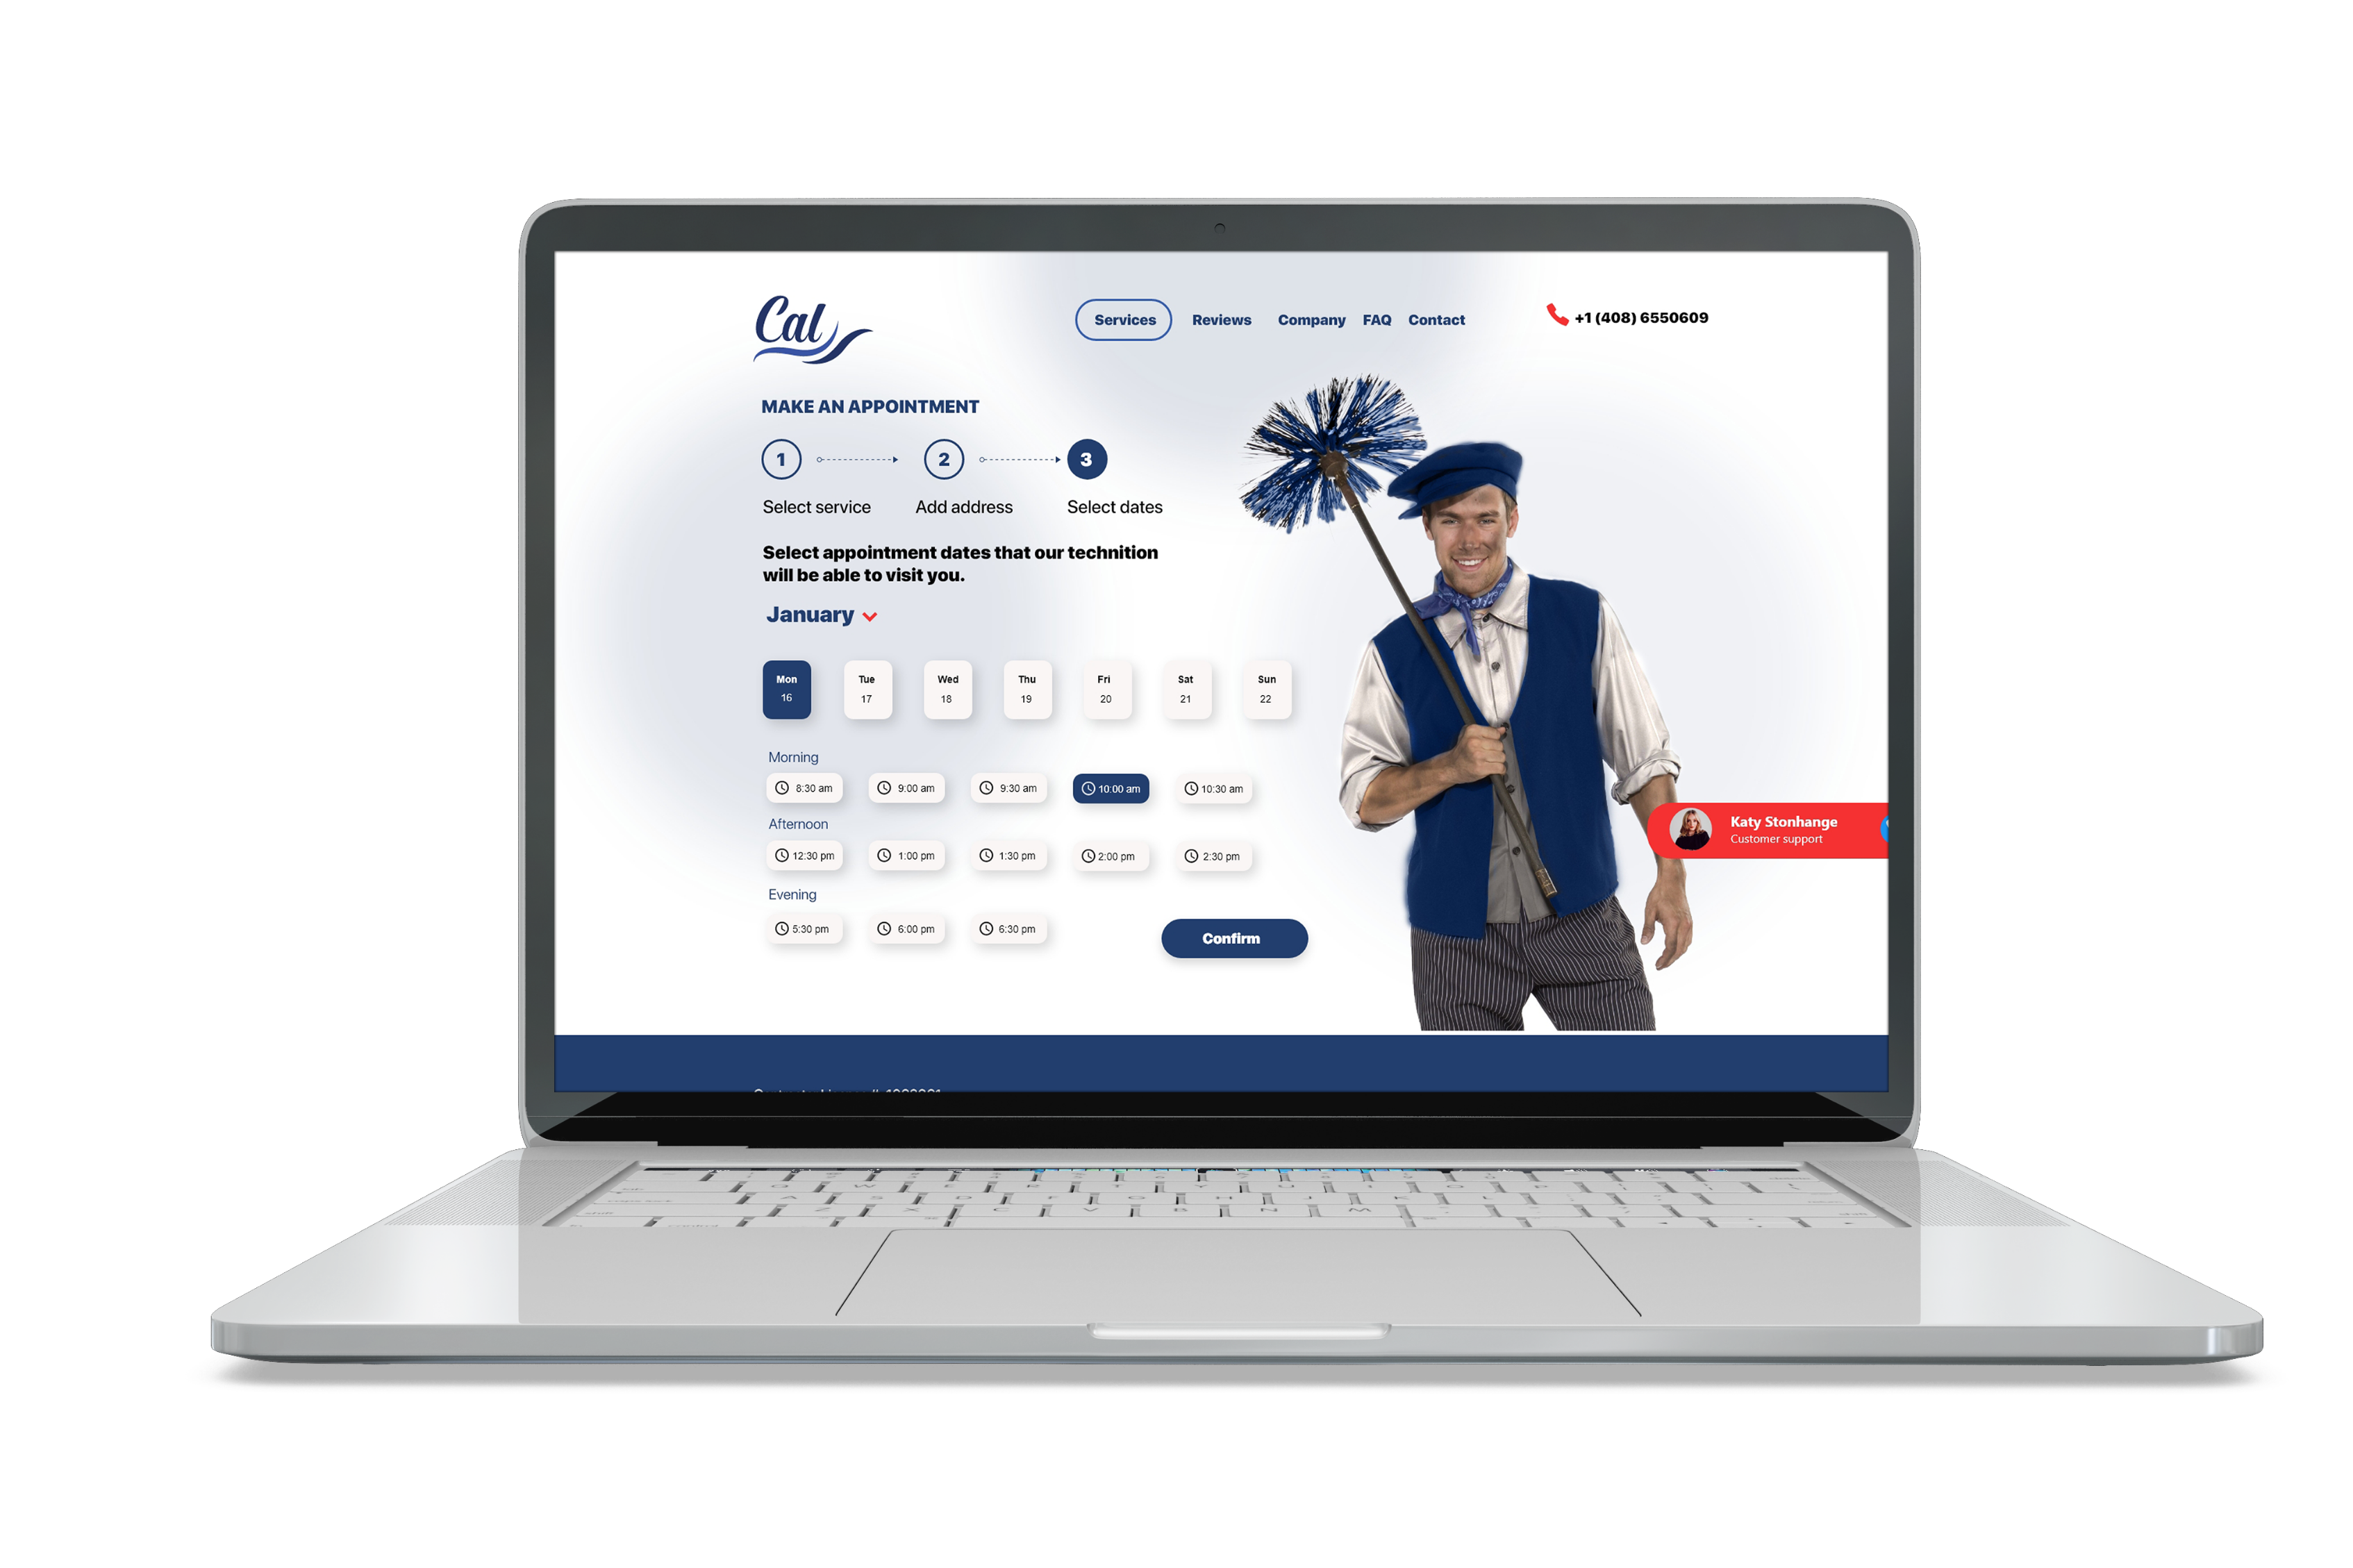 Cal
Services Reviews Company FAQ Contact
+1 (408) 6550609
MAKE AN APPOINTMENT
1 2 3
Select service Add address Select dates
Select appointment dates that our technition
will be able to visit you.
January
Mon Tue Wed Thu Fri Sat Sun
16 17 18 19 20 21 22
Morning
8:30 am 9:00 am 9:30 am 10:00 am 10:30 am
Afternoon
12:30 pm 1:00 pm 1:30 pm 2:00 pm 2:30 pm
Evening
5:30 pm 6:00 pm 6:30 pm
Confirm
Katy Stonhange
Customer support